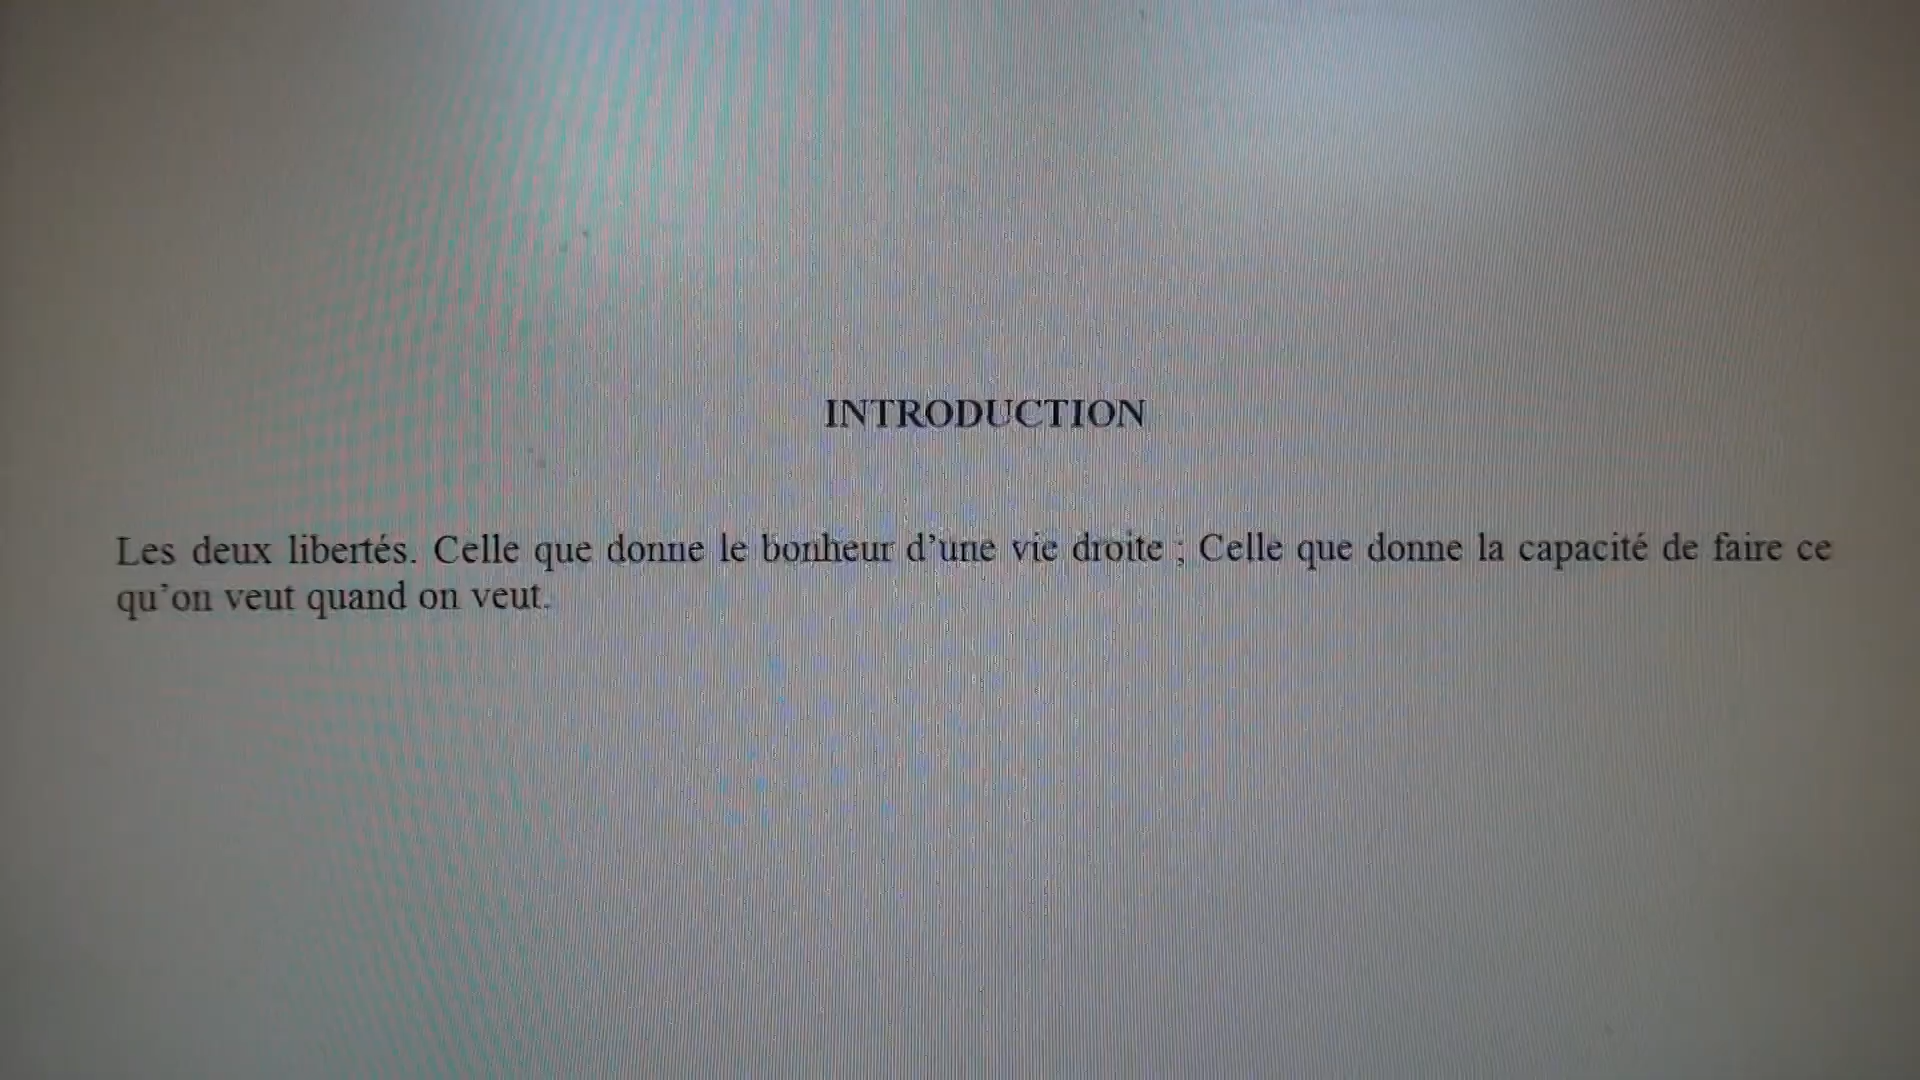 INTRODUCTION
Les deux libertés. Celle que donne le bonheur d’une vie droite ; Celle que donne la capacité de faire ce
qu’on veut quand on veut.